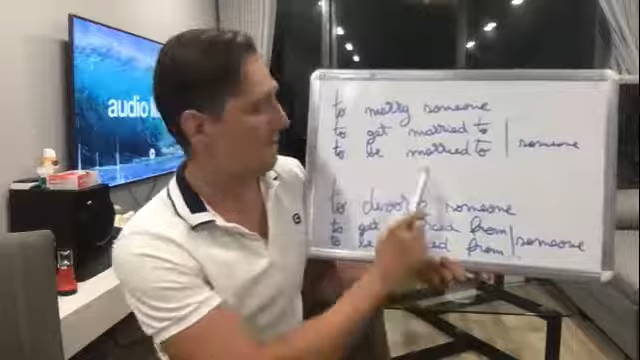 audio
to marry someone
to get married to
to be married to
someone
to someone
to get from
to be from
someone